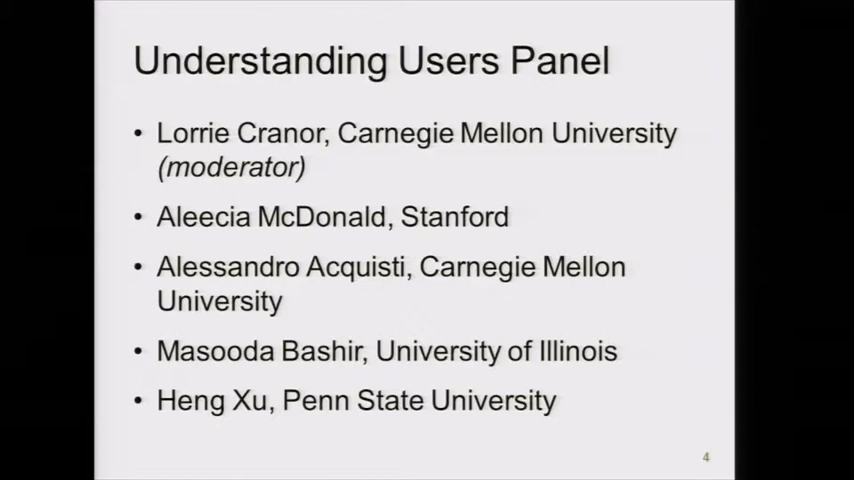 Understanding Users Panel
• Lorrie Cranor, Carnegie Mellon University
(moderator)
• Aleecia McDonald, Stanford
• Alessandro Acquisti, Carnegie Mellon
University
• Masooda Bashir, University of Illinois
• Heng Xu, Penn State University
4